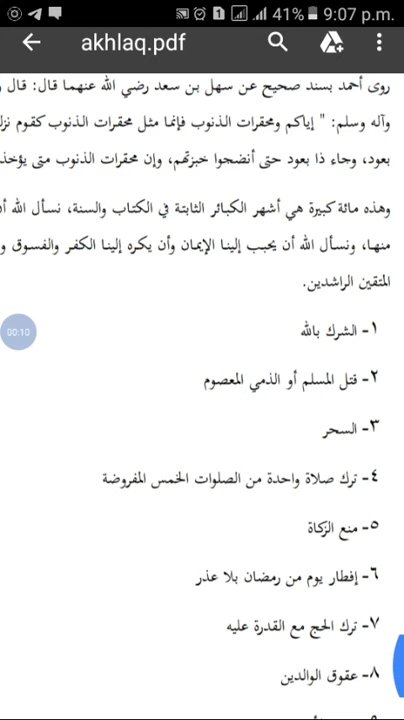 41% 9:07 p.m.
akhlaq.pdf
روى أحمد بسند صحيح عن سهل بن سعد رضي الله عنهما قال: قال
وآله وسلم: " إياكم ومحقرات الذنوب فإنما مثل محقرات الذنوب كقوم نزل
بعود، وجاء ذا بعود حتى أنضجوا خبزتهم، وإن محقرات الذنوب متى يؤخذ
وهذه مائة كبيرة هي أشهر الكبائر الثابتة في الكتاب والسنة، نسأل الله أن
منها، ونسأل الله أن يحبب إلينا الإيمان وأن يكره إلينا الكفر والفسوق و
المتقين الراشدين.
00:10
١- الشرك بالله
٢- قتل المسلم أو الذمي المعصوم
٣- السحر
٤- ترك صلاة واحدة من الصلوات الخمس المفروضة
٥- منع الزكاة
٦- إفطار يوم من رمضان بلا عذر
٧- ترك الحج مع القدرة عليه
٨- عقوق الوالدين